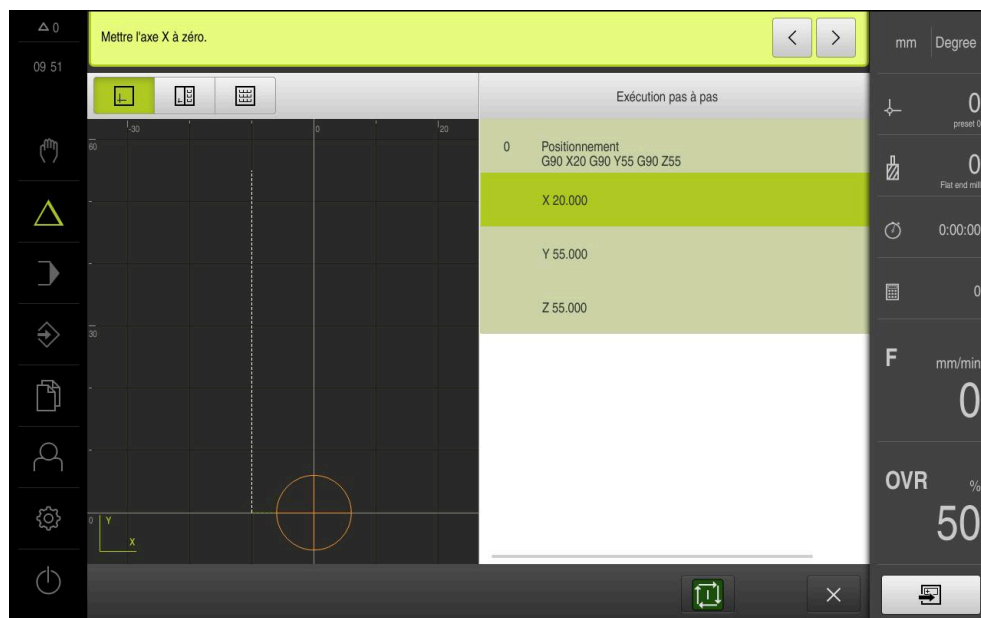 0
09 51
Mettre l'axe X à zéro.
mm Degree
Exécution pas à pas
-30 0 20
60
30
0
Y
X
0 Positionnement
G90 X20 G90 Y55 G90 Z55
X 20.000
Y 55.000
Z 55.000
0
preset 0
0
Flat end mill
0:00:00
0
F mm/min
0
OVR %
50